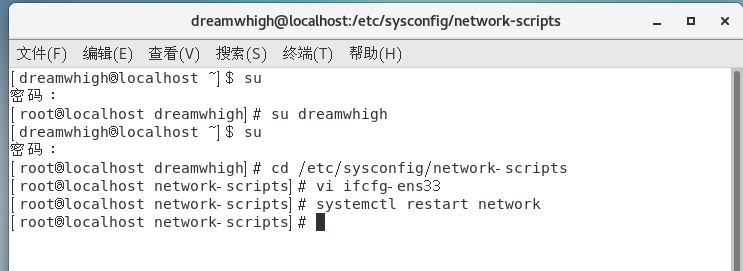 dreamwhigh@localhost:/etc/sysconfig/network-scripts
文件(F) 编辑(E) 查看(V) 搜索(S) 终端(T) 帮助(H)
[dreamwhigh@localhost ~]$ su
密码：
[root@localhost dreamwhigh]# su dreamwhigh
[dreamwhigh@localhost ~]$ su
密码：
[root@localhost dreamwhigh]# cd /etc/sysconfig/network-scripts
[root@localhost network-scripts]# vi ifcfg-ens33
[root@localhost network-scripts]# systemctl restart network
[root@localhost network-scripts]#